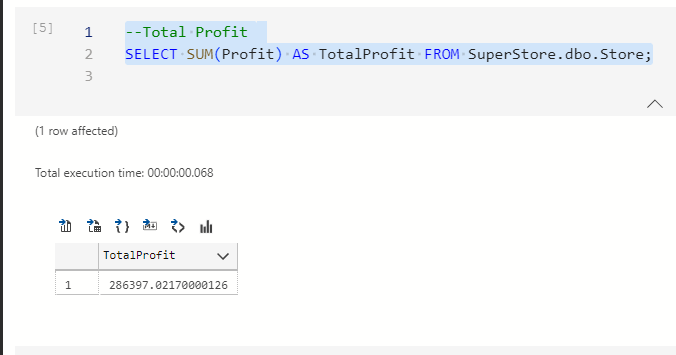 [5]
1 --Total Profit
2 SELECT SUM(Profit) AS TotalProfit FROM SuperStore.dbo.Store;
3
(1 row affected)
Total execution time: 00:00:00.068
TotalProfit
1 286397.02170000126